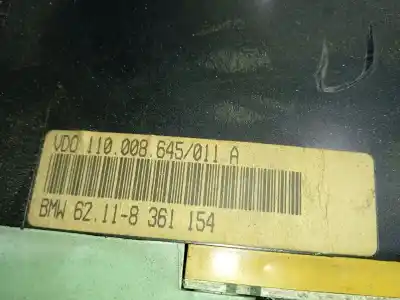 VDO 110.008.645/011 A
BMW 62.11-8 361 154